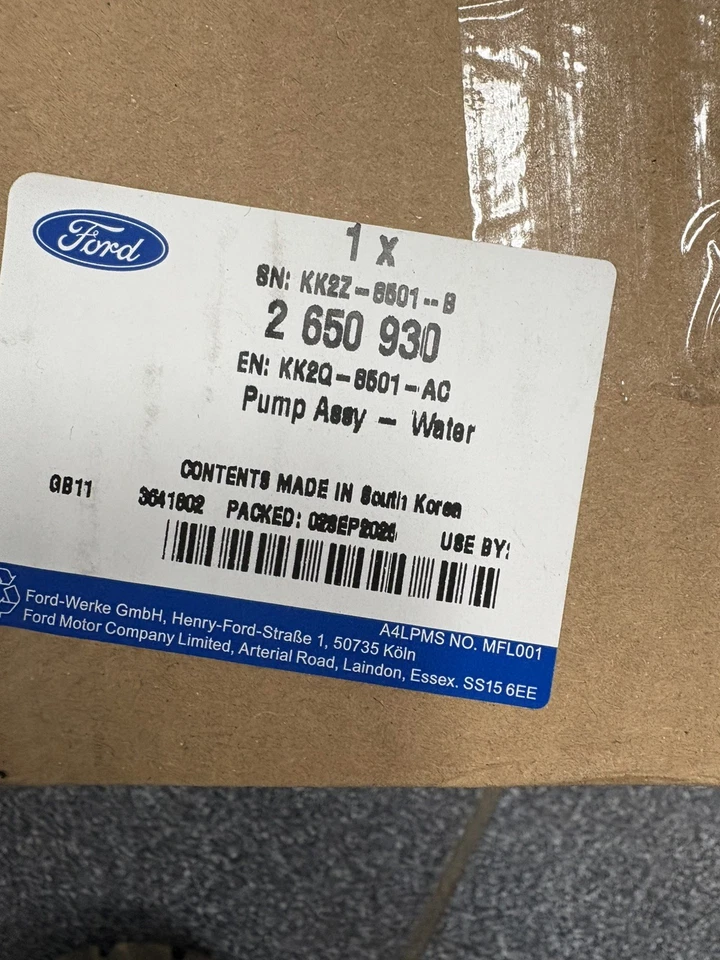 Ford
1 x
SN: KK2Z-8501--B
2 650 930
EN: KK2Q-8501-AC
Pump Assy - Water
CONTENTS MADE IN South Korea
GB11 PACKED: USE BY:
A4LPMS NO. MFL001
Ford-Werke GmbH, Henry-Ford-Straße 1, 50735 Köln
Ford Motor Company Limited, Arterial Road, Laindon, Essex. SS15 6EE